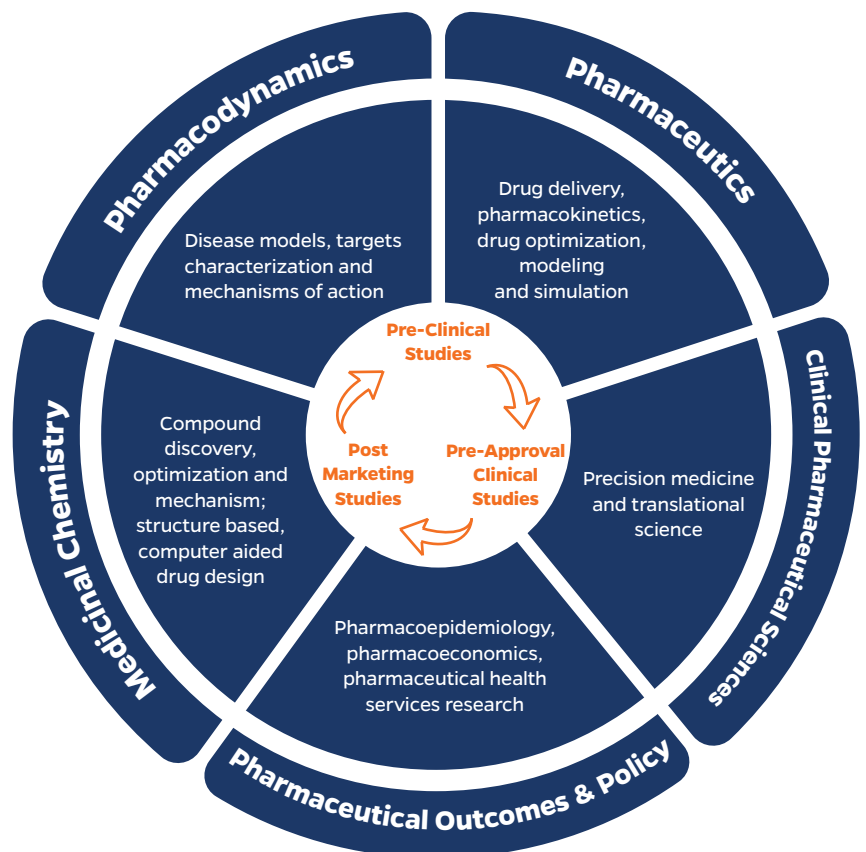 Pharmacodynamics
Pharmaceutics
Disease models, targets
characterization and
mechanisms of action
Drug delivery,
pharmacokinetics,
drug optimization,
modeling
and simulation
Medicinal Chemistry
Compound
discovery,
optimization and
mechanism;
structure based,
computer aided
drug design
Pre-Clinical
Studies
Post
Marketing
Studies
Pre-Approval
Clinical
Studies
Precision medicine
and translational
science
Clinical Pharmaceutical Sciences
Pharmacoepidemiology,
pharmacoeconomics,
pharmaceutical health
services research
Pharmaceutical Outcomes & Policy